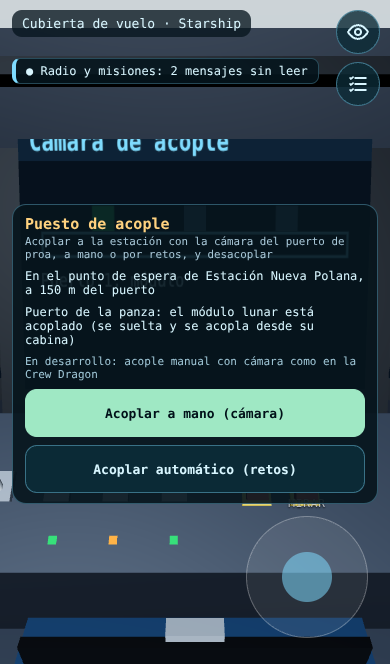 Cubierta de vuelo · Starship
● Radio y misiones: 2 mensajes sin leer
Cámara de acople
Puesto de acople
Acoplar a la estación con la cámara del puerto de
proa, a mano o por retos, y desacoplar
En el punto de espera de Estación Nueva Polana,
a 150 m del puerto
Puerto de la panza: el módulo lunar está
acoplado (se suelta y se acopla desde su
cabina)
En desarrollo: acople manual con cámara como en la
Crew Dragon
Acoplar a mano (cámara)
Acoplar automático (retos)